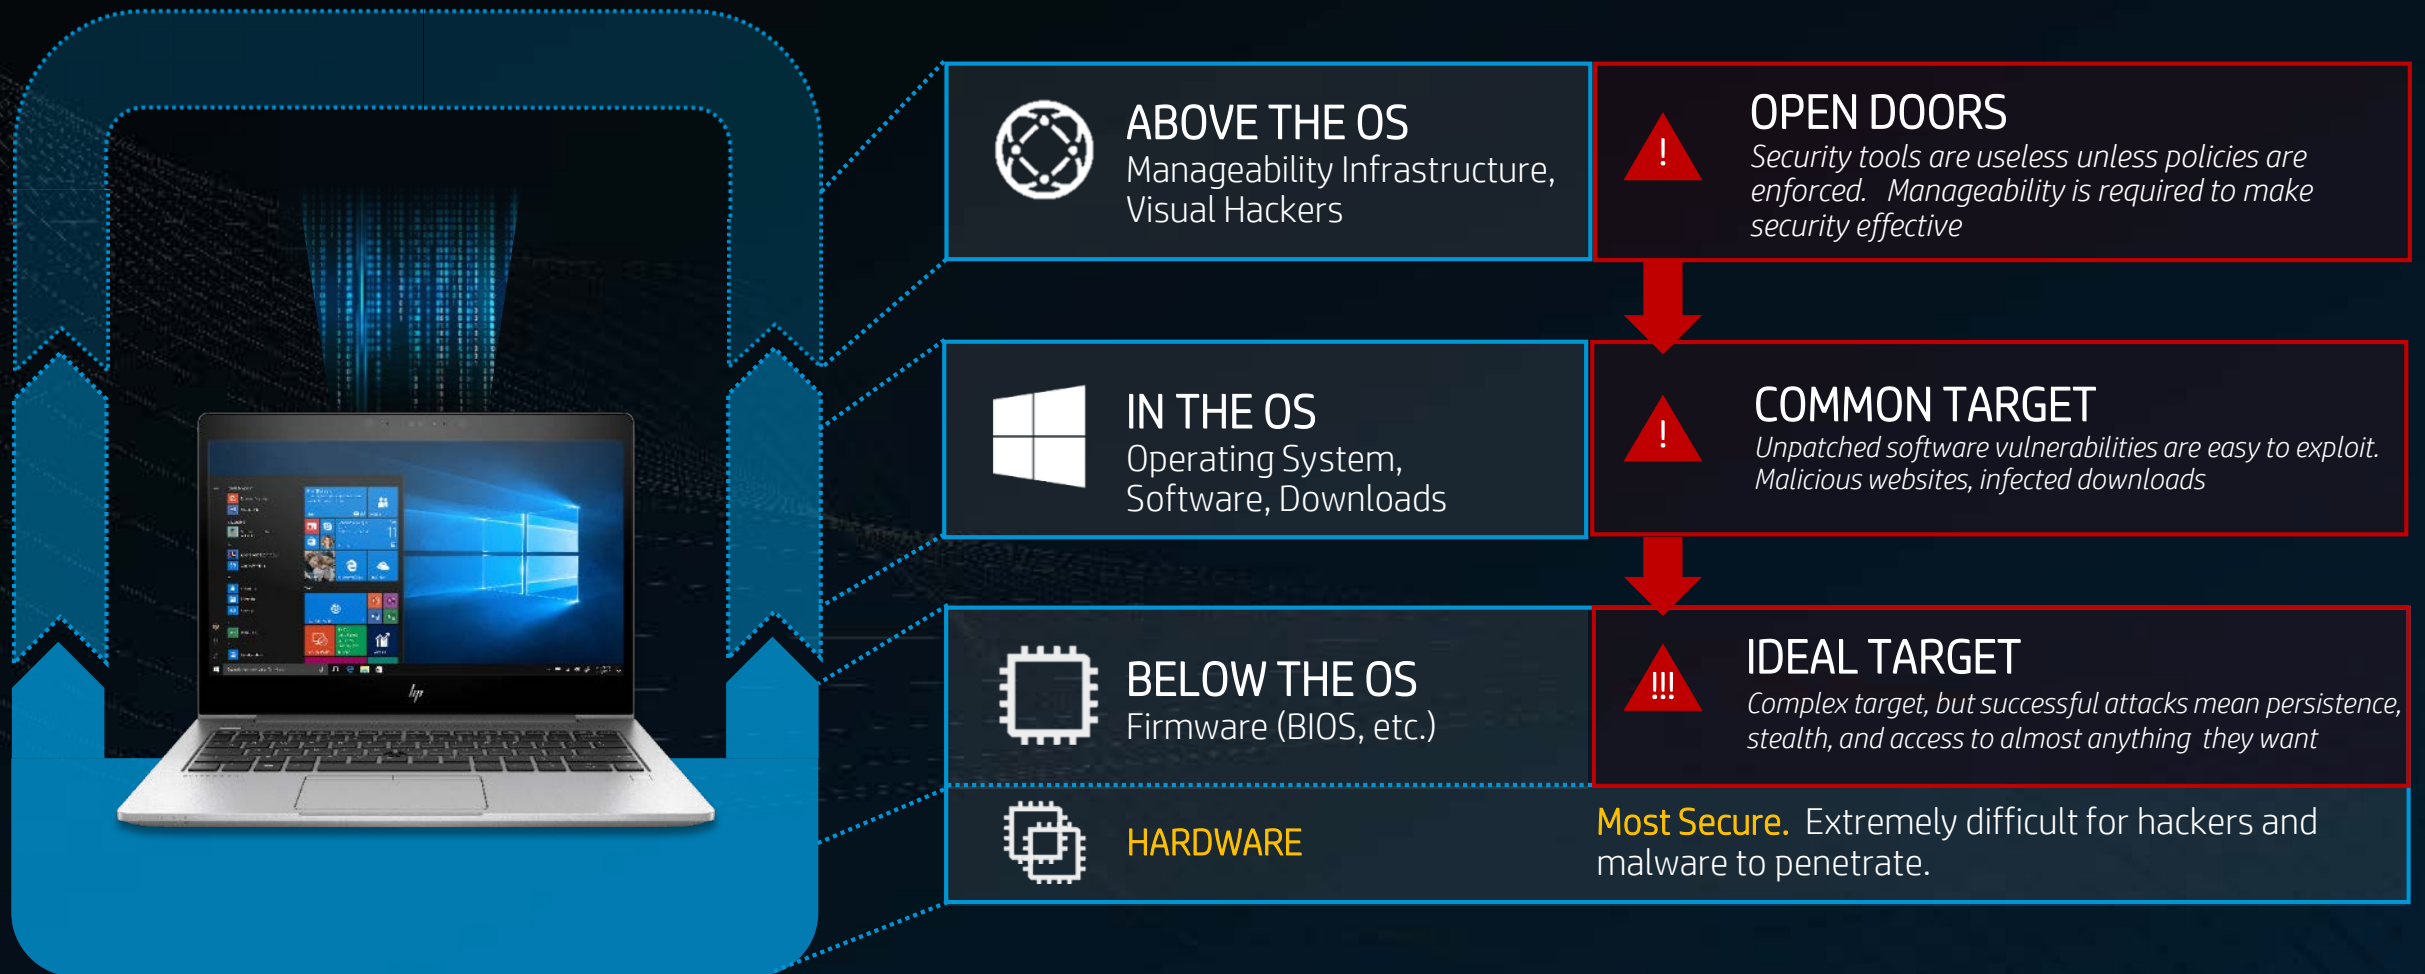 ABOVE THE OS
Manageability Infrastructure,
Visual Hackers
!
OPEN DOORS
Security tools are useless unless policies are
enforced. Manageability is required to make
security effective
IN THE OS
Operating System,
Software, Downloads
!
COMMON TARGET
Unpatched software vulnerabilities are easy to exploit.
Malicious websites, infected downloads
BELOW THE OS
Firmware (BIOS, etc.)
!!!
IDEAL TARGET
Complex target, but successful attacks mean persistence,
stealth, and access to almost anything they want
HARDWARE
Most Secure. Extremely difficult for hackers and
malware to penetrate.
hp